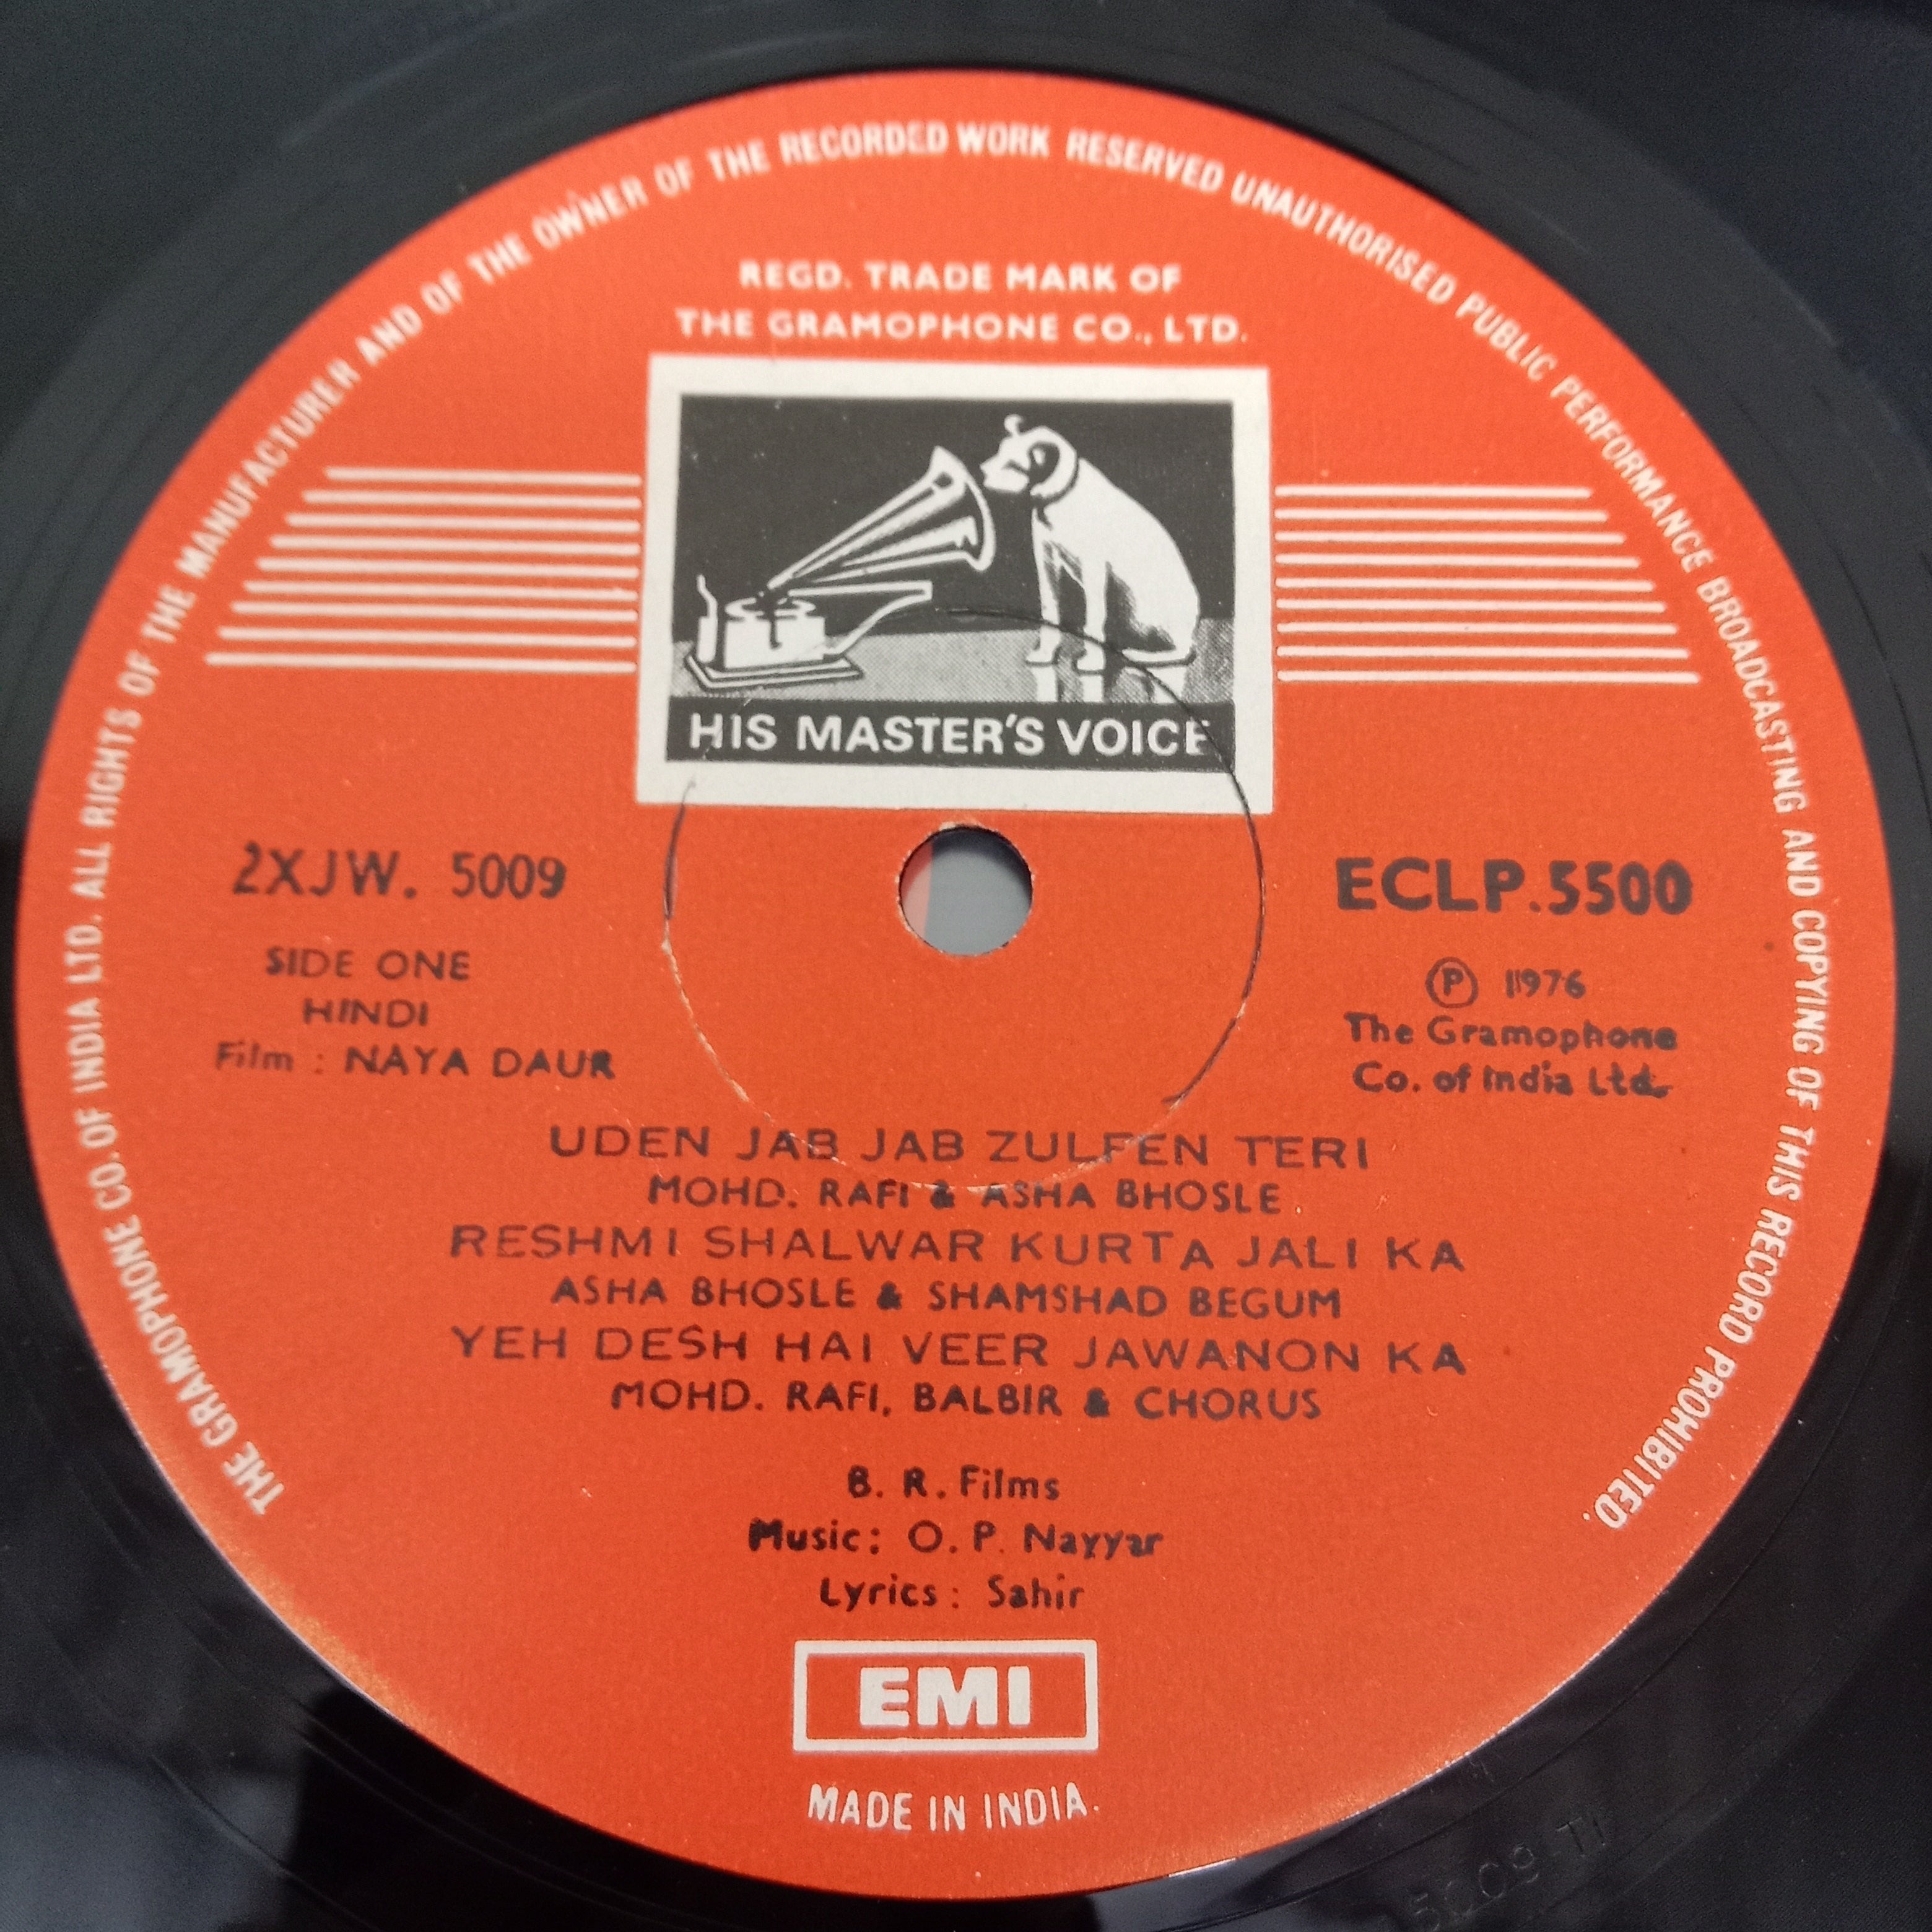 THE GRAMOPHONE CO. OF INDIA LTD. ALL RIGHTS OF THE MANUFACTURER AND OF THE OWNER OF THE RECORDED WORK RESERVED UNAUTHORISED PUBLIC PERFORMANCE BROADCASTING AND COPYING OF THIS RECORD PROHIBITED.
REGD. TRADE MARK OF
THE GRAMOPHONE CO., LTD.
HIS MASTER'S VOICE
2XJW. 5009
ECLP.5500
SIDE ONE
HINDI
Film : NAYA DAUR
Ⓟ 1976
The Gramophone
Co. of India Ltd.
UDEN JAB JAB ZULFEN TERI
MOHD. RAFI & ASHA BHOSLE
RESHMI SHALWAR KURTA JALI KA
ASHA BHOSLE & SHAMSHAD BEGUM
YEH DESH HAI VEER JAWANON KA
MOHD. RAFI, BALBIR & CHORUS
B. R. Films
Music: O. P. Nayyar
Lyrics : Sahir
EMI
MADE IN INDIA.
5009 T1